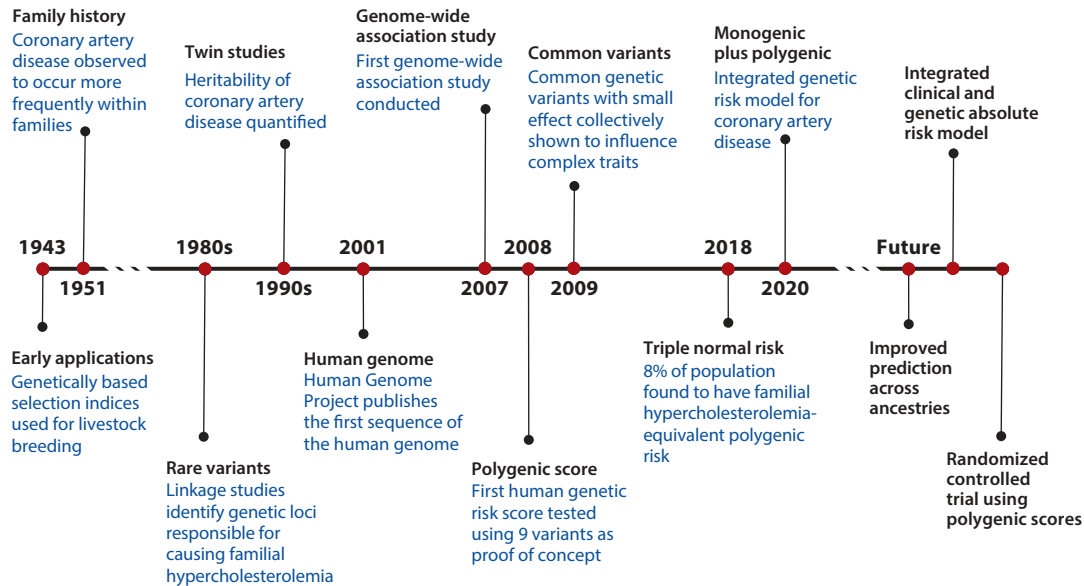 Family history
Coronary artery
disease observed
to occur more
frequently within
families
Twin studies
Heritability of
coronary artery
disease quantified
Genome-wide
association study
First genome-wide
association study
conducted
Common variants
Common genetic
variants with small
effect collectively
shown to influence
complex traits
Monogenic
plus polygenic
Integrated genetic
risk model for
coronary artery
disease
Integrated
clinical and
genetic absolute
risk model
1943
1951
1980s
1990s
2001
2007
2008
2009
2018
2020
Future
Early applications
Genetically based
selection indices
used for livestock
breeding
Rare variants
Linkage studies
identify genetic loci
responsible for
causing familial
hypercholesterolemia
Human genome
Human Genome
Project publishes
the first sequence of
the human genome
Polygenic score
First human genetic
risk score tested
using 9 variants as
proof of concept
Triple normal risk
8% of population
found to have familial
hypercholesterolemia-
equivalent polygenic
risk
Improved
prediction
across
ancestries
Randomized
controlled
trial using
polygenic scores